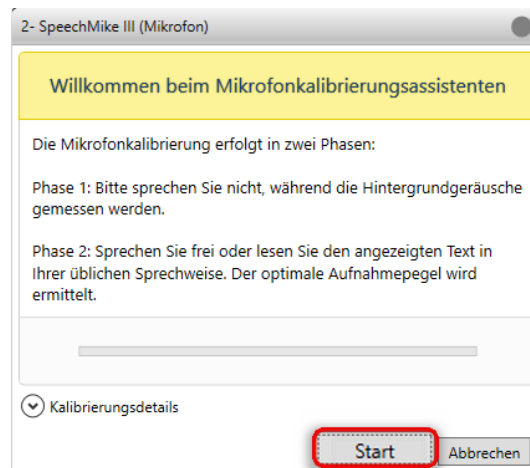 2- SpeechMike III (Mikrofon)
Willkommen beim Mikrofonkalibrierungsassistenten
Die Mikrofonkalibrierung erfolgt in zwei Phasen:
Phase 1: Bitte sprechen Sie nicht, während die Hintergrundgeräusche
gemessen werden.
Phase 2: Sprechen Sie frei oder lesen Sie den angezeigten Text in
Ihrer üblichen Sprechweise. Der optimale Aufnahmepegel wird
ermittelt.
Kalibrierungsdetails
Start Abbrechen